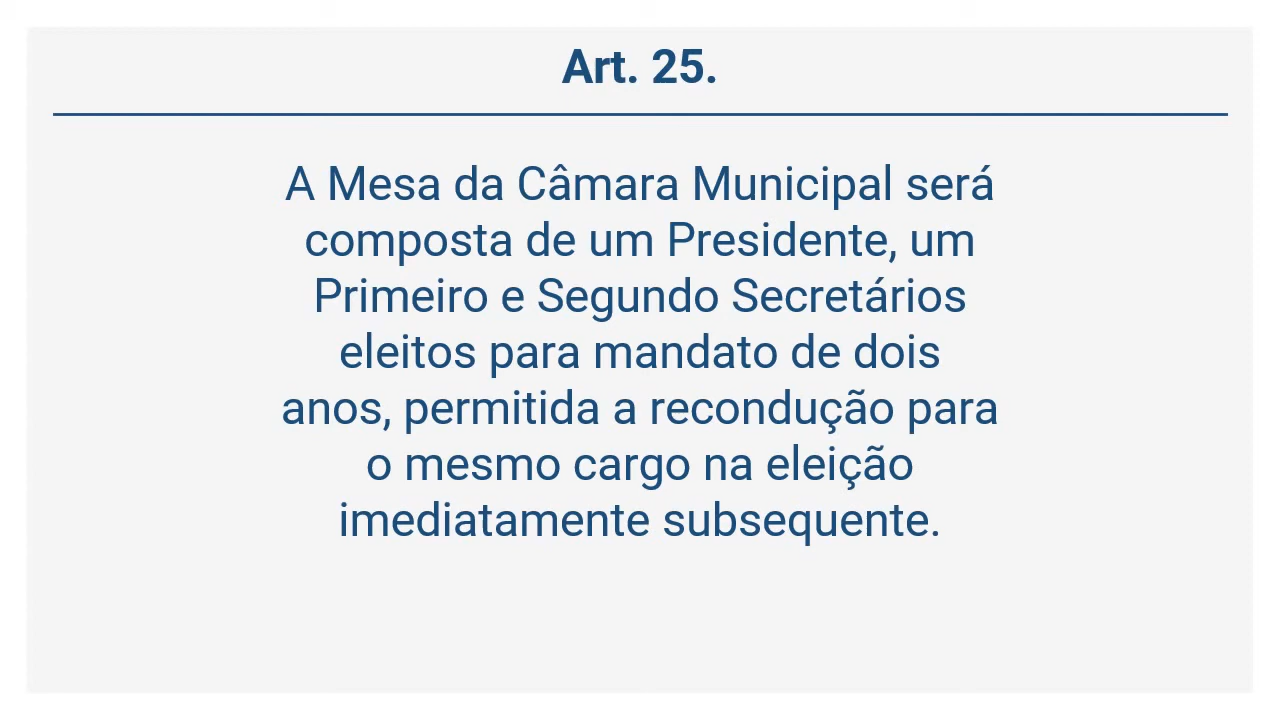 Art. 25.
A Mesa da Câmara Municipal será
composta de um Presidente, um
Primeiro e Segundo Secretários
eleitos para mandato de dois
anos, permitida a recondução para
o mesmo cargo na eleição
imediatamente subsequente.